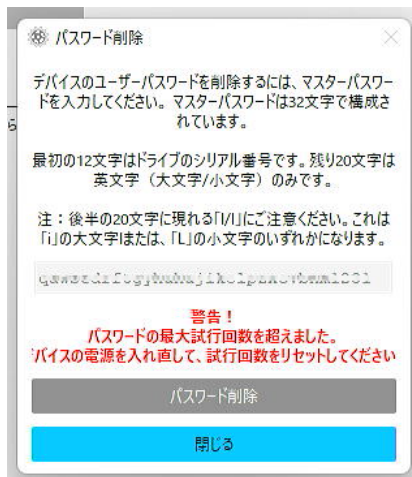 パスワード削除
デバイスのユーザーパスワードを削除するには、マスターパスワー
ドを入力してください。マスターパスワードは32文字で構成さ
れています。
最初の12文字はドライブのシリアル番号です。残り20文字は
英文字（大文字/小文字）のみです。
注：後半の20文字に現れる「I/l」にご注意ください。これは
「i」の大文字Iまたは、「L」の小文字のいずれかになります。
警告！
パスワードの最大試行回数を超えました。
バイスの電源を入れ直して、試行回数をリセットしてください
パスワード削除
閉じる